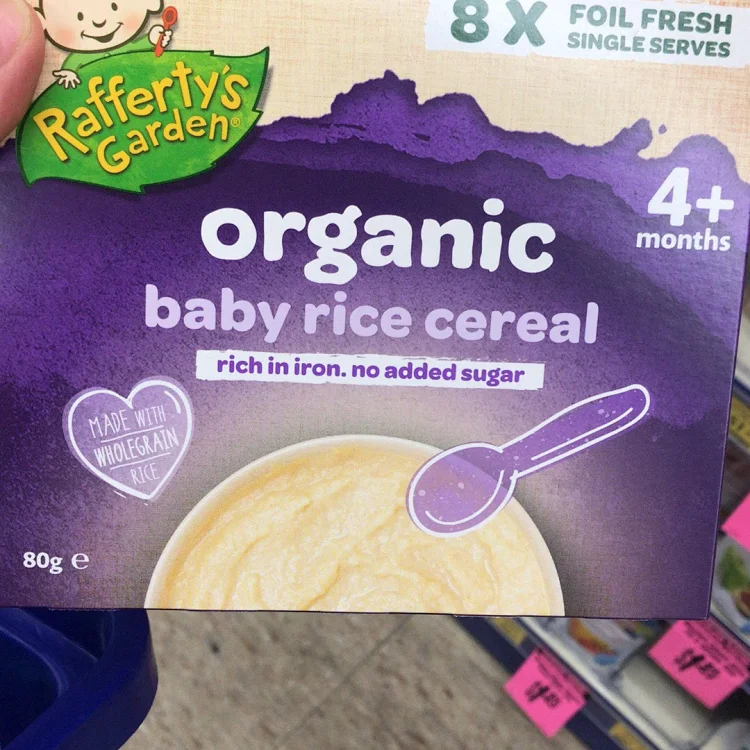 8 X FOIL FRESH
SINGLE SERVES
Rafferty's
Garden®
4+
months
organic
baby rice cereal
rich in iron. no added sugar
MADE WITH
WHOLEGRAIN
RICE
80g e